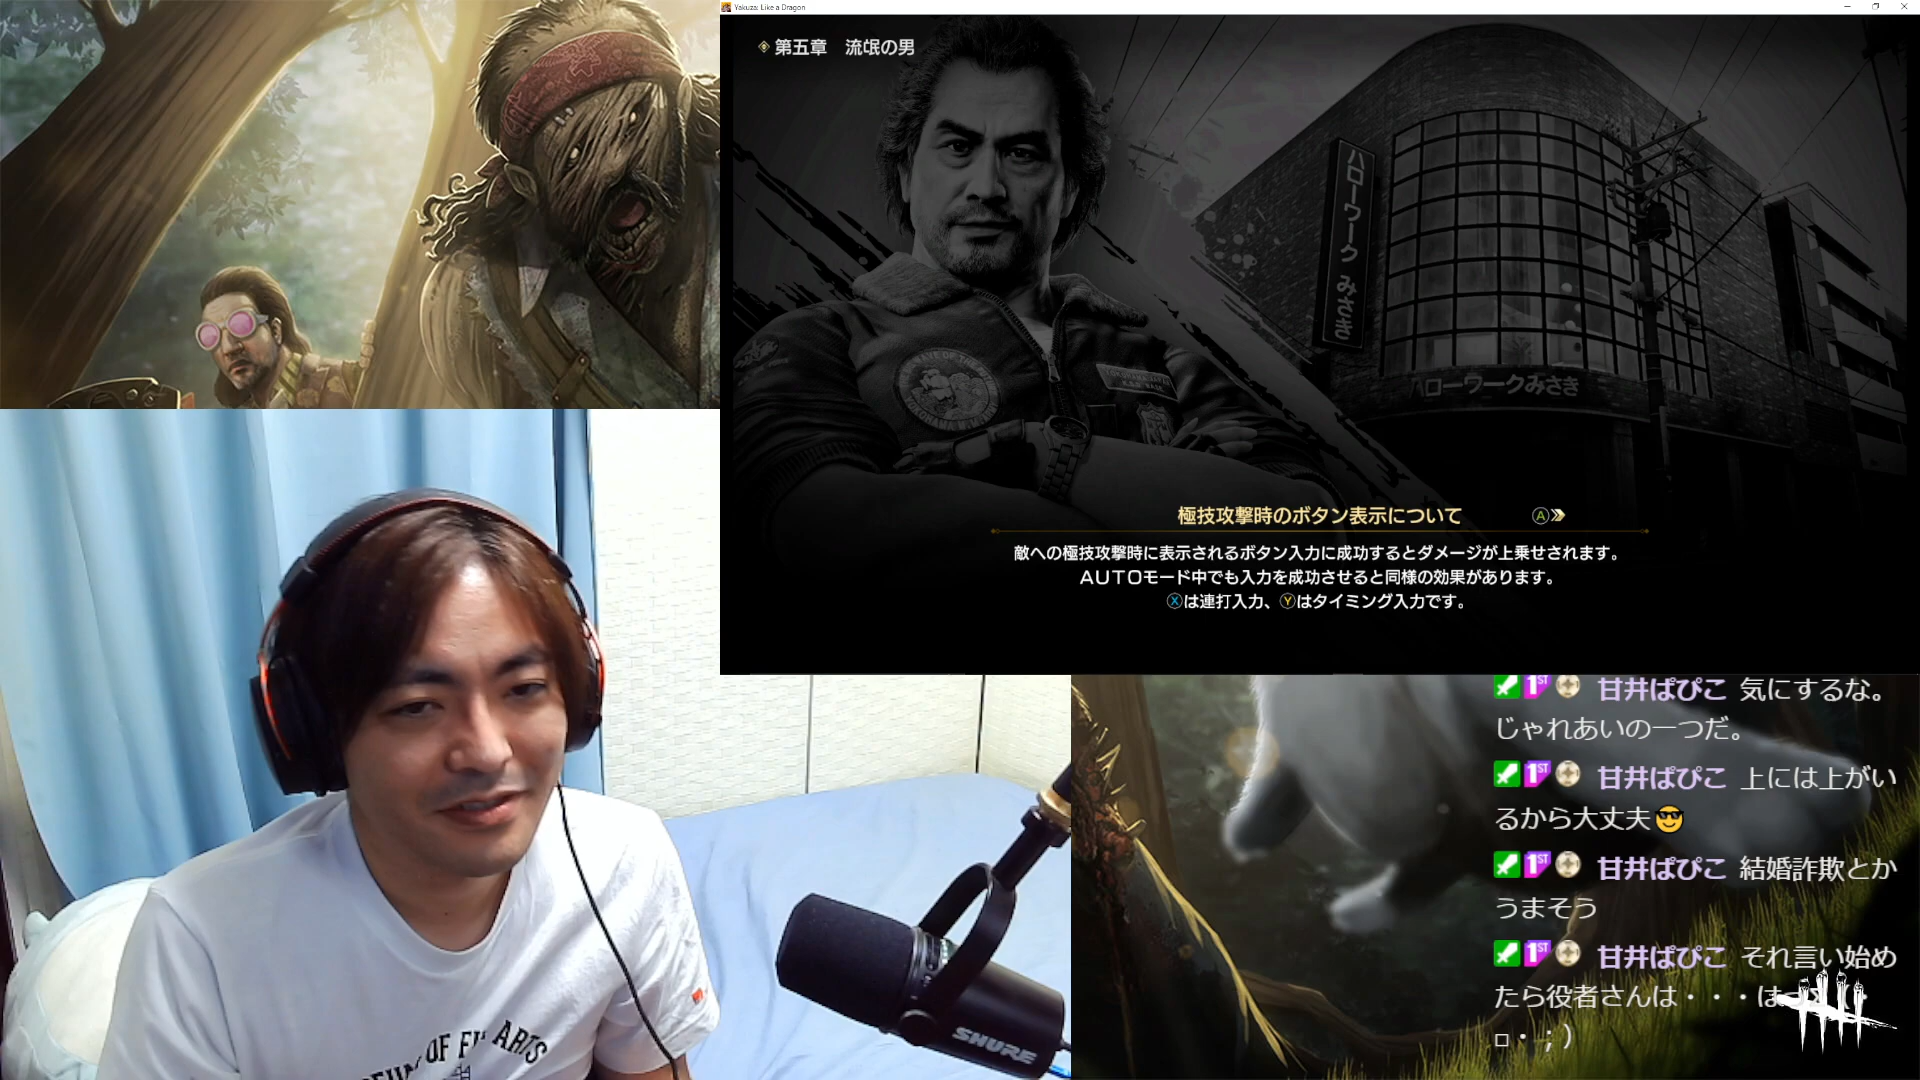 Yakuza: Like a Dragon
第五章 流氓の男
ハローワーク みさき
ハローワークみさき
極技攻撃時のボタン表示について
A
敵への極技攻撃時に表示されるボタン入力に成功するとダメージが上乗せされます。
AUTOモード中でも入力を成功させると同様の効果があります。
Xは連打入力、Yはタイミング入力です。
1ST 甘井ぱぴこ 気にするな。
じゃれあいの一つだ。
1ST 甘井ぱぴこ 上には上がい
るから大丈夫😎
1ST 甘井ぱぴこ 結婚詐欺とか
うまそう
1ST 甘井ぱぴこ それ言い始め
たら役者さんは・・・はっ
ロ・；）
OF FI ARTS
SHURE